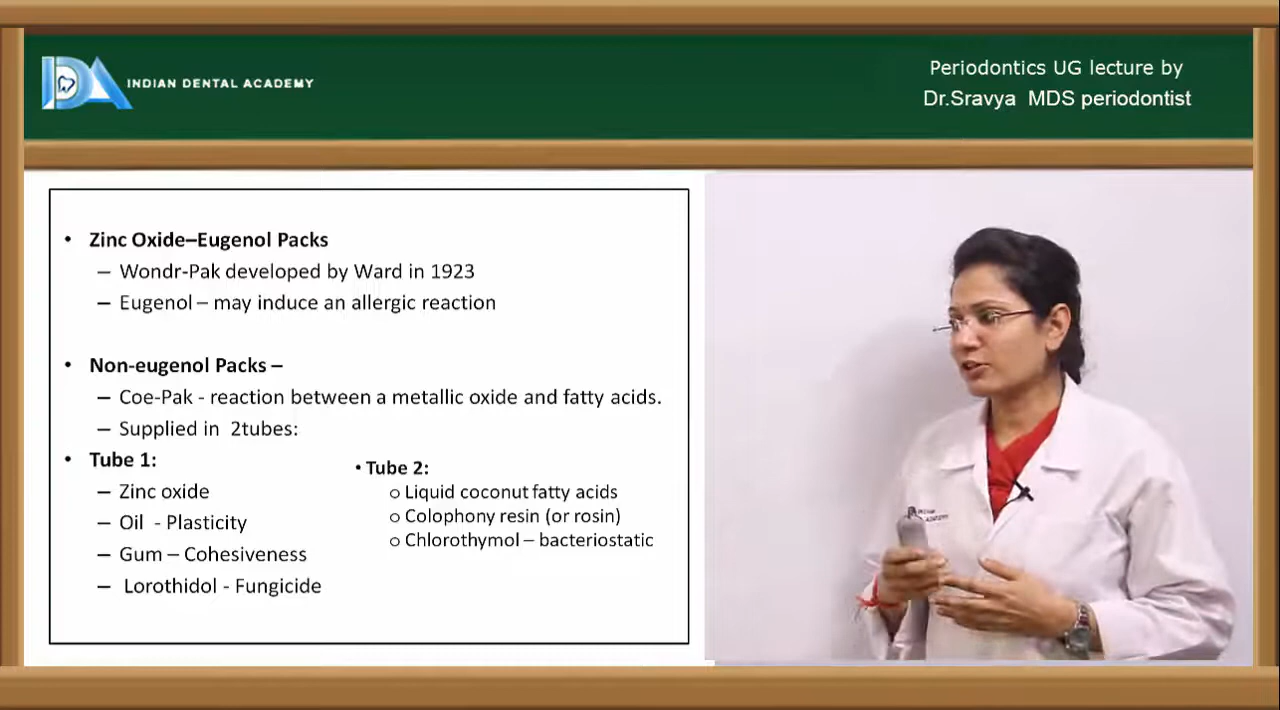 IDA INDIAN DENTAL ACADEMY
Periodontics UG lecture by
Dr.Sravya MDS periodontist
• Zinc Oxide–Eugenol Packs
– Wondr-Pak developed by Ward in 1923
– Eugenol – may induce an allergic reaction
• Non-eugenol Packs –
– Coe-Pak - reaction between a metallic oxide and fatty acids.
– Supplied in 2tubes:
• Tube 1:
– Zinc oxide
– Oil - Plasticity
– Gum – Cohesiveness
– Lorothidol - Fungicide
• Tube 2:
o Liquid coconut fatty acids
o Colophony resin (or rosin)
o Chlorothymol – bacteriostatic